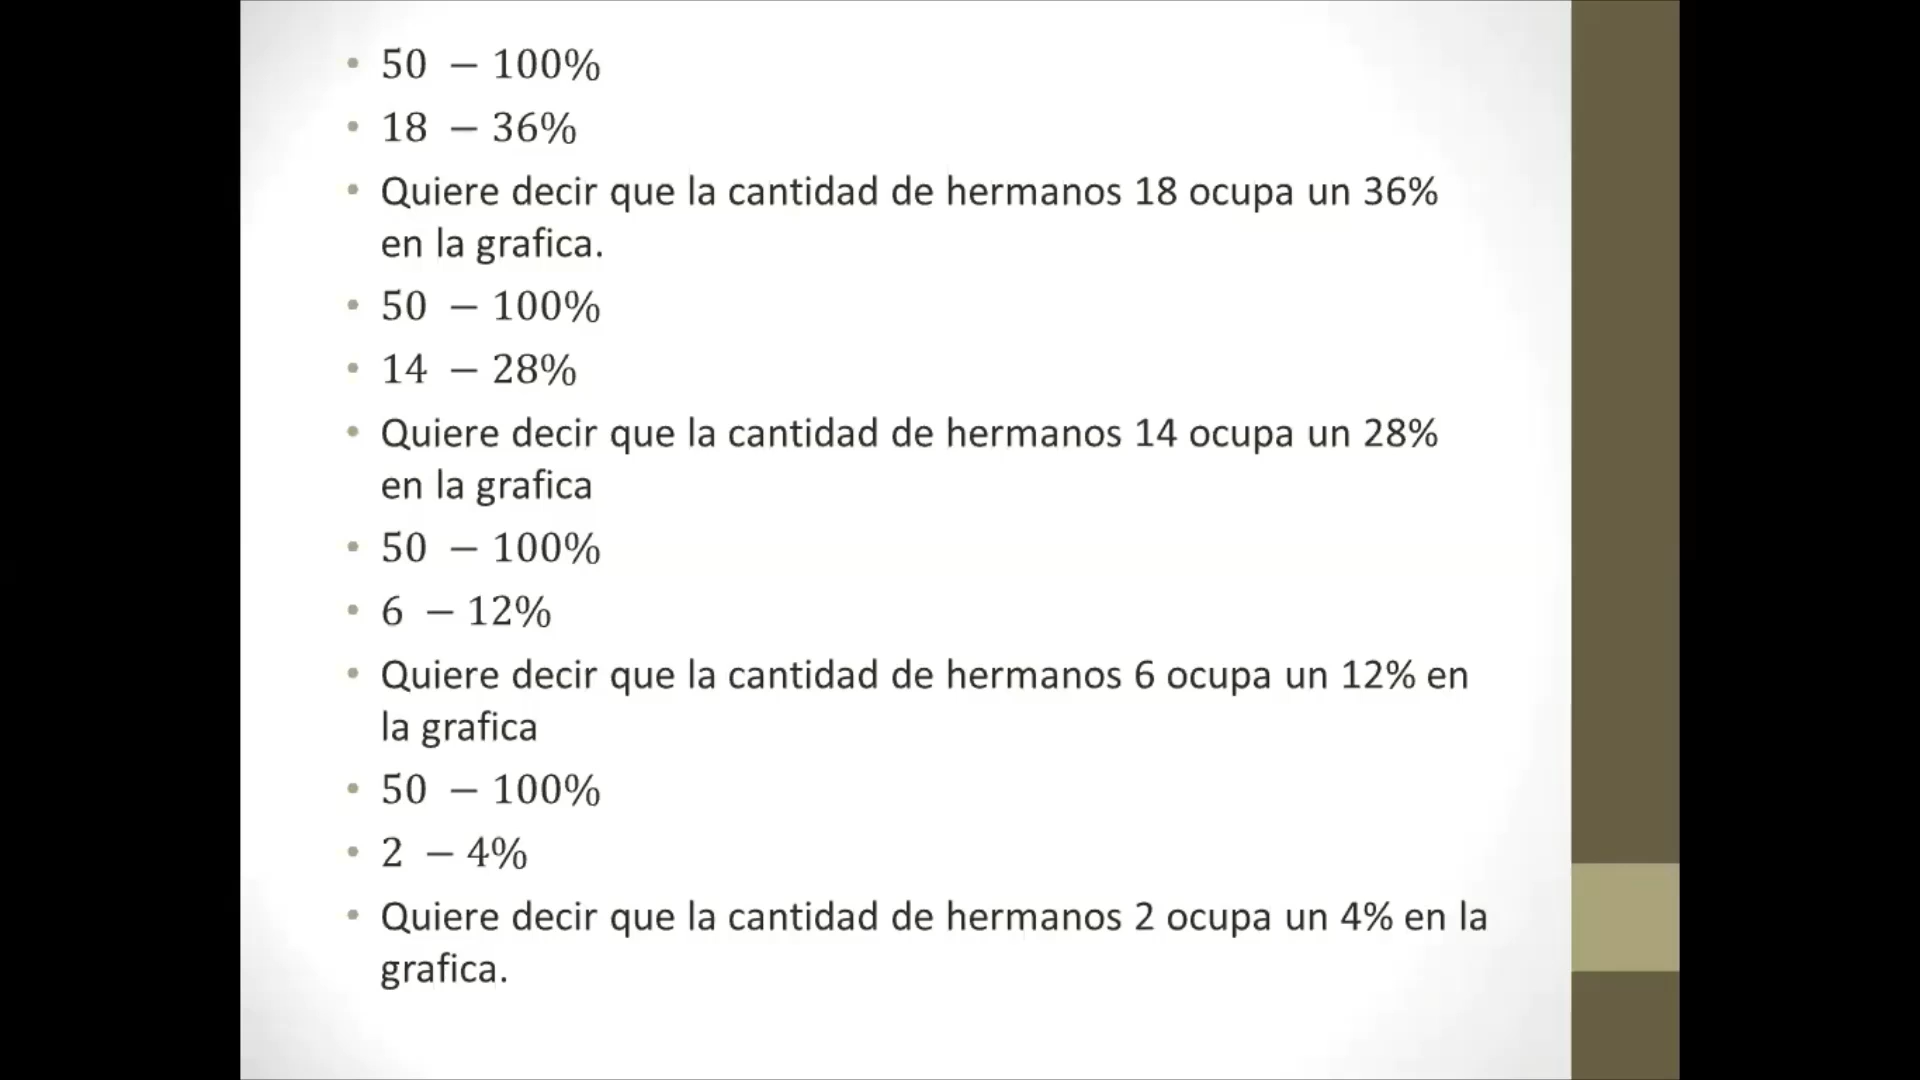 • 50 – 100%
• 18 – 36%
• Quiere decir que la cantidad de hermanos 18 ocupa un 36%
en la grafica.
• 50 – 100%
• 14 – 28%
• Quiere decir que la cantidad de hermanos 14 ocupa un 28%
en la grafica
• 50 – 100%
• 6 – 12%
• Quiere decir que la cantidad de hermanos 6 ocupa un 12% en
la grafica
• 50 – 100%
• 2 – 4%
• Quiere decir que la cantidad de hermanos 2 ocupa un 4% en la
grafica.